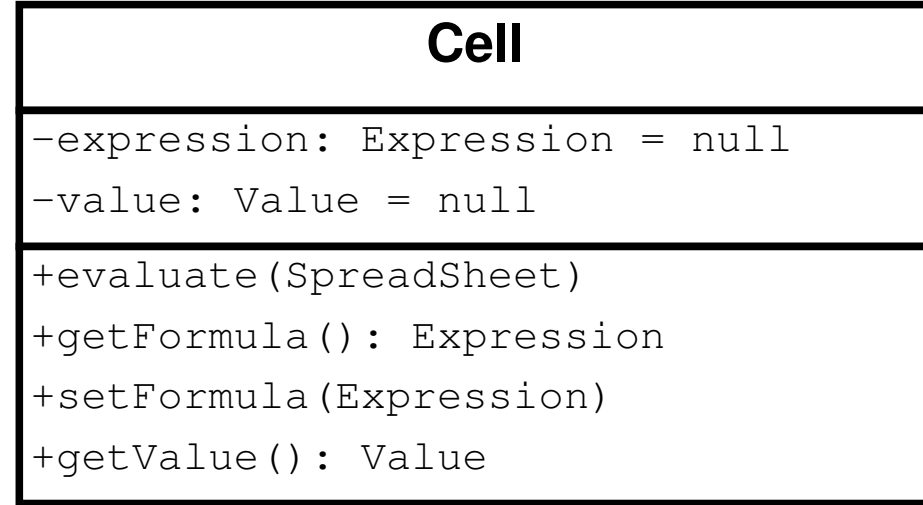 Cell
-expression: Expression = null
-value: Value = null
+evaluate(SpreadSheet)
+getFormula(): Expression
+setFormula(Expression)
+getValue(): Value